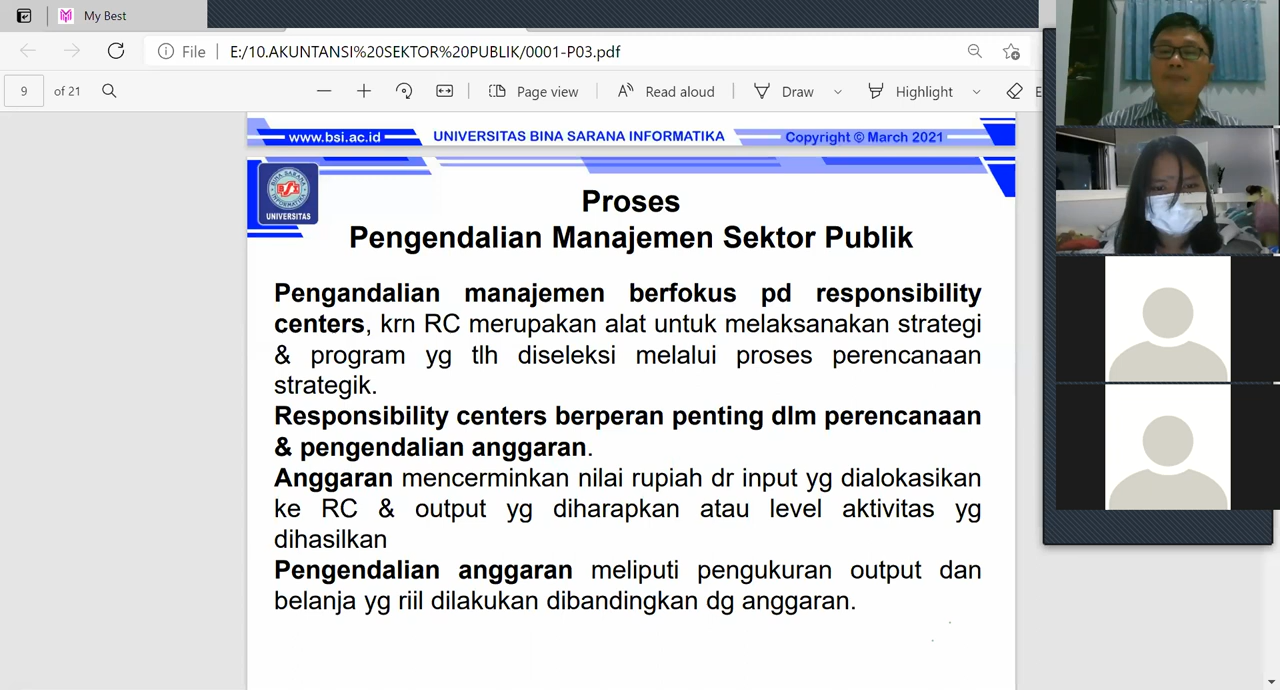 My Best
File E:/10.AKUNTANSI%20SEKTOR%20PUBLIK/0001-P03.pdf
9 of 21 Page view Read aloud Draw Highlight E
www.bsi.ac.id UNIVERSITAS BINA SARANA INFORMATIKA Copyright © March 2021
BINA SARANA
BSI
INFORMATIKA
UNIVERSITAS
Proses
Pengendalian Manajemen Sektor Publik
Pengandalian manajemen berfokus pd responsibility
centers, krn RC merupakan alat untuk melaksanakan strategi
& program yg tlh diseleksi melalui proses perencanaan
strategik.
Responsibility centers berperan penting dlm perencanaan
& pengendalian anggaran.
Anggaran mencerminkan nilai rupiah dr input yg dialokasikan
ke RC & output yg diharapkan atau level aktivitas yg
dihasilkan
Pengendalian anggaran meliputi pengukuran output dan
belanja yg riil dilakukan dibandingkan dg anggaran.